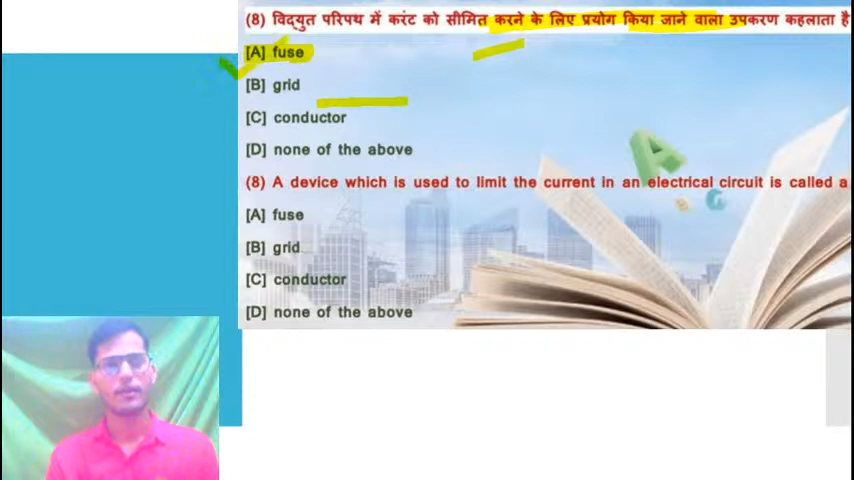 (8) विद्युत परिपथ में करंट को सीमित करने के लिए प्रयोग किया जाने वाला उपकरण कहलाता है
[A] fuse
[B] grid
[C] conductor
[D] none of the above
(8) A device which is used to limit the current in an electrical circuit is called a
[A] fuse
[B] grid
[C] conductor
[D] none of the above